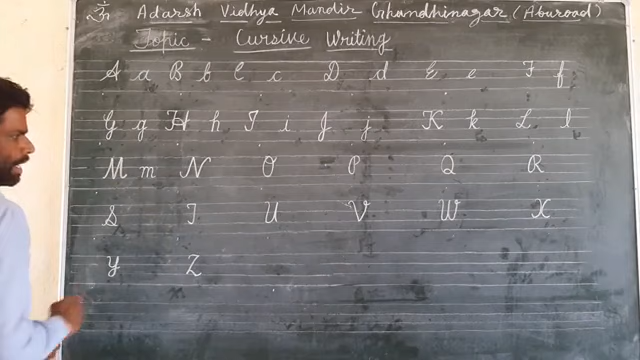 ॐ Adarsh Vidhya Mandir Ghandhinagar (Aburoad)
Topic - Cursive Writing
A a B b C c D d E e F f
G g H h I i J j K k L l
M m N O P Q R
S T U V W X
Y Z